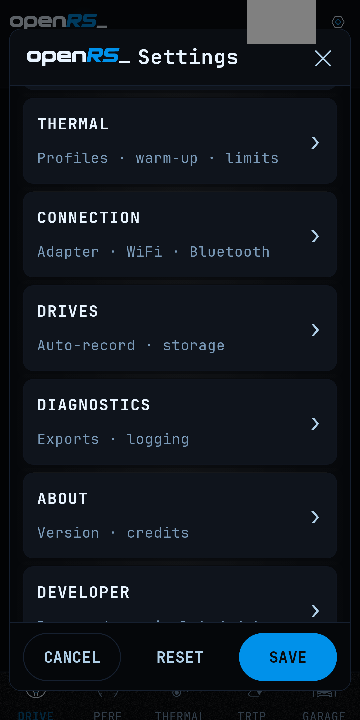 openRS_
openRS_ Settings
THERMAL
Profiles · warm-up · limits
CONNECTION
Adapter · WiFi · Bluetooth
DRIVES
Auto-record · storage
DIAGNOSTICS
Exports · logging
ABOUT
Version · credits
DEVELOPER
CANCEL RESET SAVE
DRIVE PERF THERMAL TRIP GARAGE